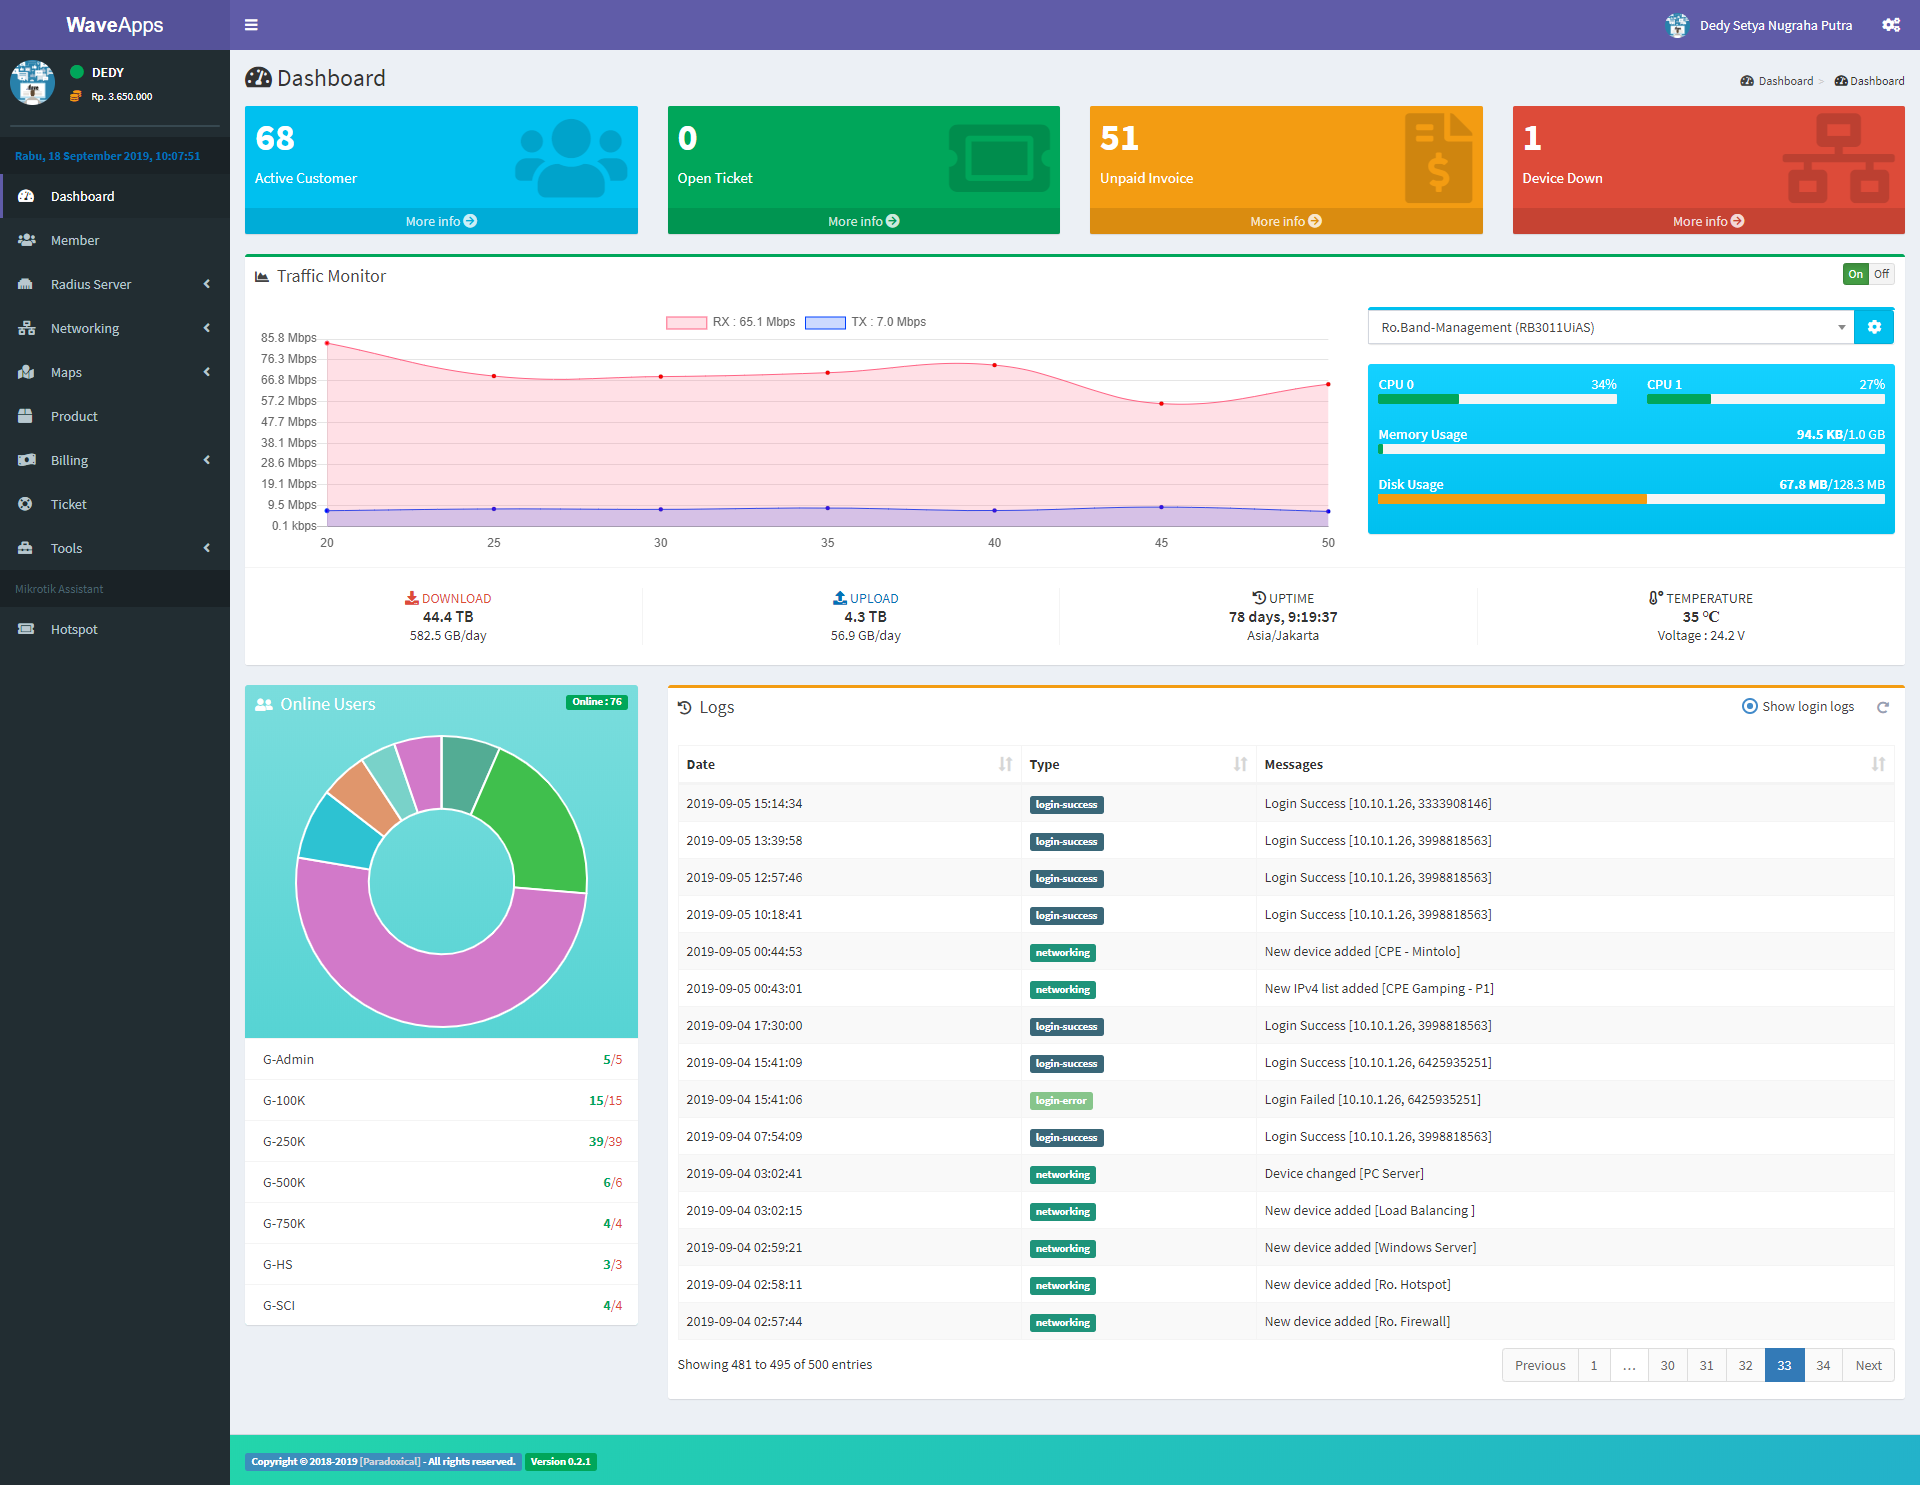 WaveApps
Dedy Setya Nugraha Putra
DEDY
Rp. 3.650.000
Rabu, 18 September 2019, 10:07:51
Dashboard
Member
Radius Server
Networking
Maps
Product
Billing
Ticket
Tools
Mikrotik Assistant
Hotspot
Dashboard
Dashboard > Dashboard
68
Active Customer
More info
0
Open Ticket
More info
51
Unpaid Invoice
More info
1
Device Down
More info
Traffic Monitor
On Off
RX : 65.1 Mbps TX : 7.0 Mbps
85.8 Mbps
76.3 Mbps
66.8 Mbps
57.2 Mbps
47.7 Mbps
38.1 Mbps
28.6 Mbps
19.1 Mbps
9.5 Mbps
0.1 kbps
20 25 30 35 40 45 50
Ro.Band-Management (RB3011UiAS)
CPU 0 34% CPU 1 27%
Memory Usage 94.5 KB/1.0 GB
Disk Usage 67.8 MB/128.3 MB
DOWNLOAD
44.4 TB
582.5 GB/day
UPLOAD
4.3 TB
56.9 GB/day
UPTIME
78 days, 9:19:37
Asia/Jakarta
TEMPERATURE
35 °C
Voltage : 24.2 V
Online Users
Online : 76
G-Admin 5/5
G-100K 15/15
G-250K 39/39
G-500K 6/6
G-750K 4/4
G-HS 3/3
G-SCI 4/4
Logs
Show login logs
Date Type Messages
2019-09-05 15:14:34 login-success Login Success [10.10.1.26, 3333908146]
2019-09-05 13:39:58 login-success Login Success [10.10.1.26, 3998818563]
2019-09-05 12:57:46 login-success Login Success [10.10.1.26, 3998818563]
2019-09-05 10:18:41 login-success Login Success [10.10.1.26, 3998818563]
2019-09-05 00:44:53 networking New device added [CPE - Mintolo]
2019-09-05 00:43:01 networking New IPv4 list added [CPE Gamping - P1]
2019-09-04 17:30:00 login-success Login Success [10.10.1.26, 3998818563]
2019-09-04 15:41:09 login-success Login Success [10.10.1.26, 6425935251]
2019-09-04 15:41:06 login-error Login Failed [10.10.1.26, 6425935251]
2019-09-04 07:54:09 login-success Login Success [10.10.1.26, 3998818563]
2019-09-04 03:02:41 networking Device changed [PC Server]
2019-09-04 03:02:15 networking New device added [Load Balancing ]
2019-09-04 02:59:21 networking New device added [Windows Server]
2019-09-04 02:58:11 networking New device added [Ro. Hotspot]
2019-09-04 02:57:44 networking New device added [Ro. Firewall]
Showing 481 to 495 of 500 entries
Previous 1 … 30 31 32 33 34 Next
Copyright © 2018-2019 [Paradoxical] - All rights reserved. Version 0.2.1